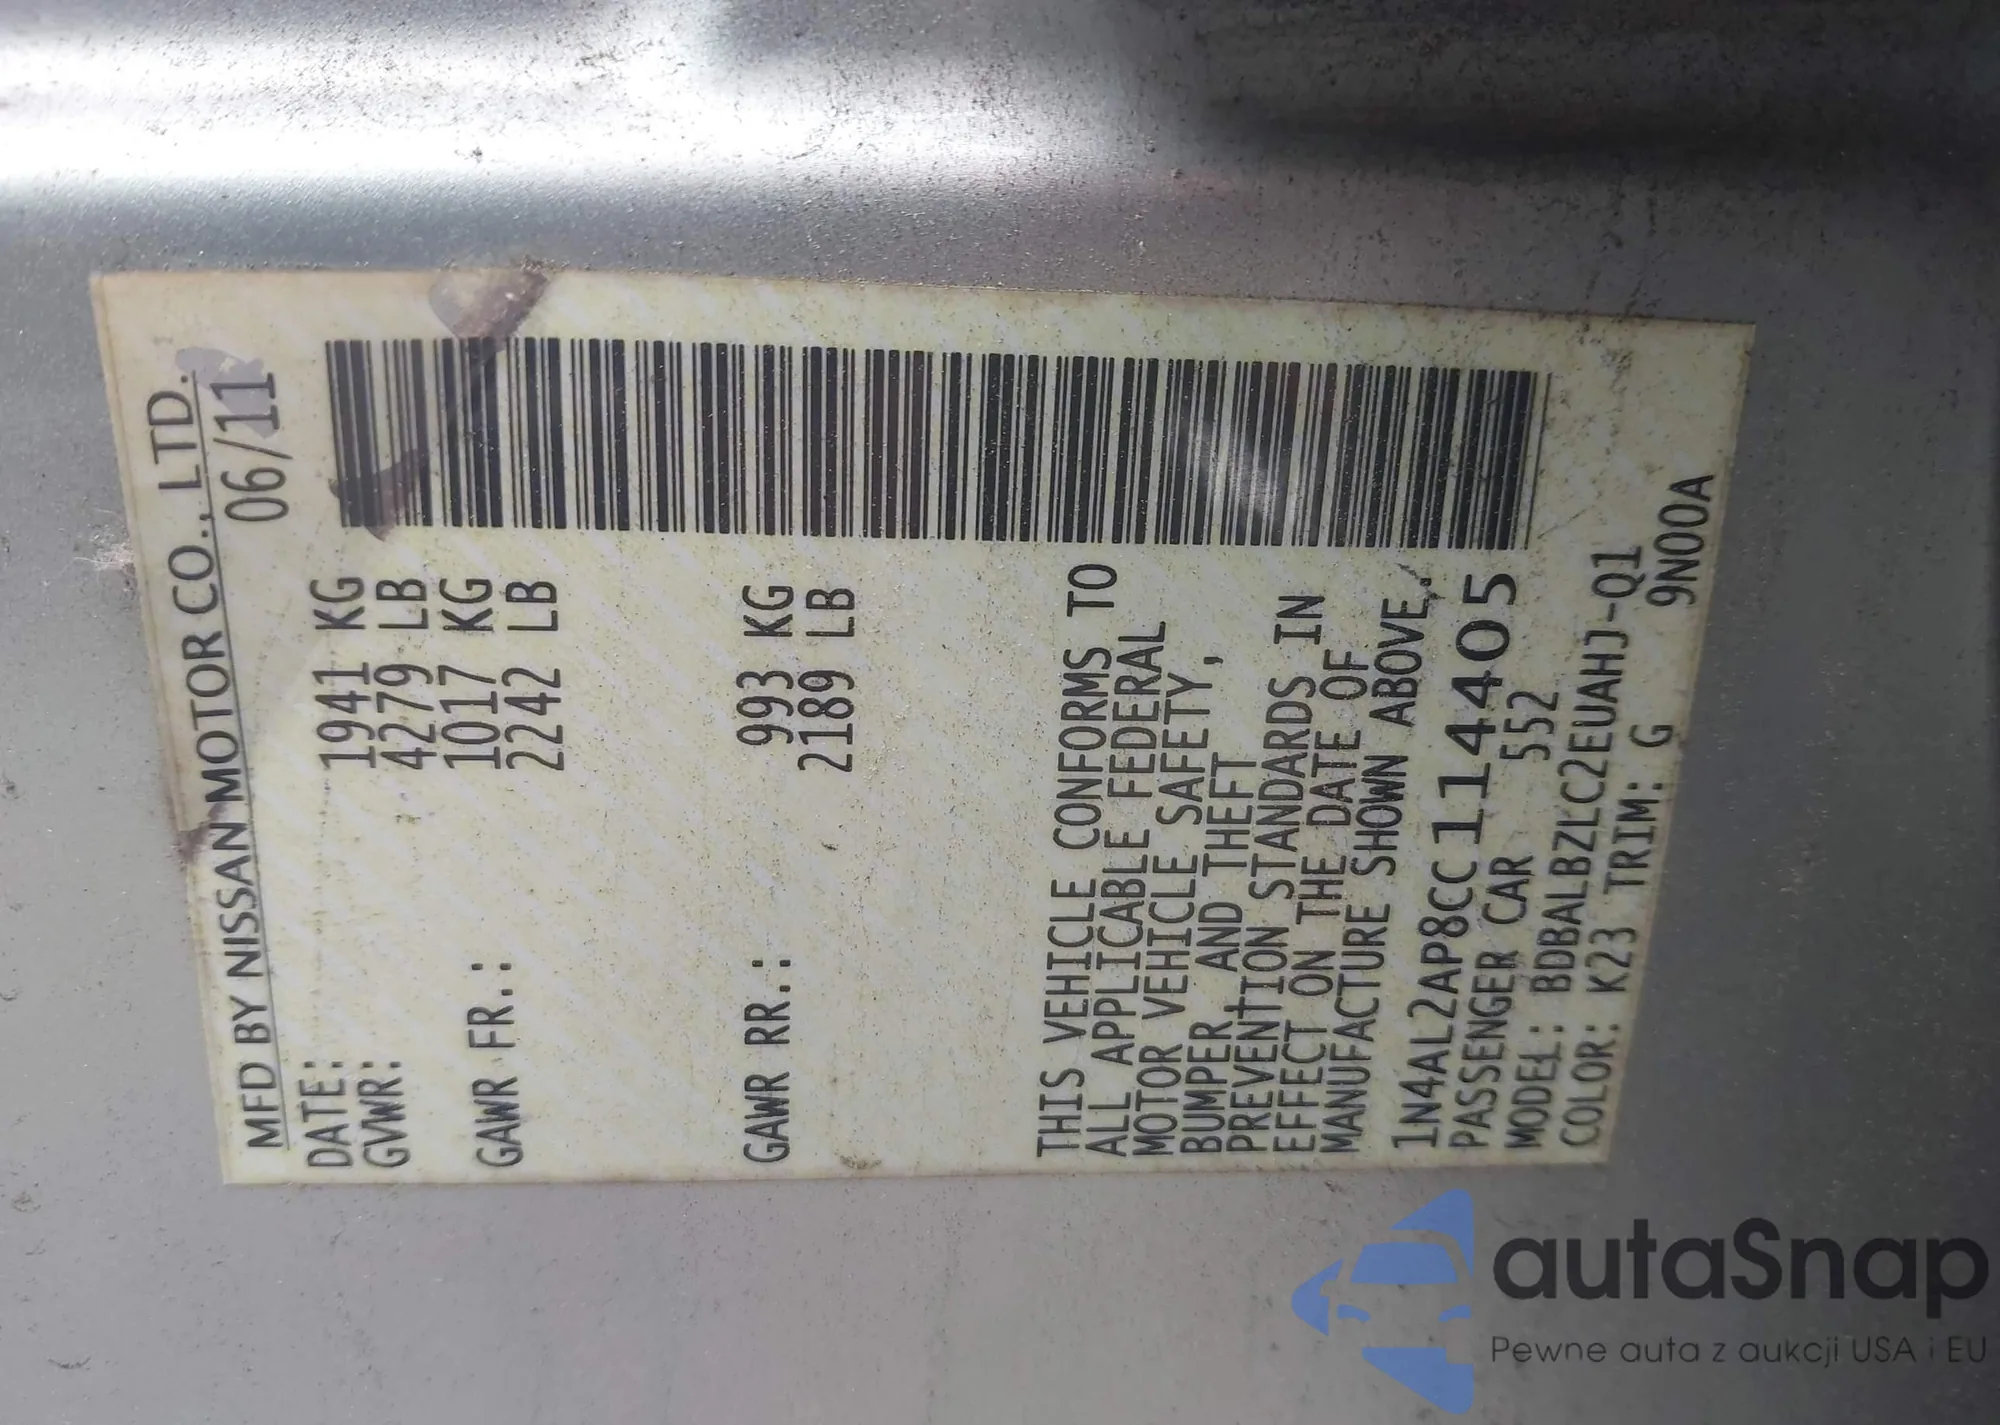 MFD BY NISSAN MOTOR CO., LTD.
DATE: 06/11
GVWR: 1941 KG
4279 LB
GAWR FR.: 1017 KG
2242 LB
GAWR RR.: 993 KG
2189 LB
THIS VEHICLE CONFORMS TO
ALL APPLICABLE FEDERAL
MOTOR VEHICLE SAFETY,
BUMPER AND THEFT
PREVENTION STANDARDS IN
EFFECT ON THE DATE OF
MANUFACTURE SHOWN ABOVE.
1N4AL2AP8CC114405
PASSENGER CAR 552
MODEL: BDBALBZLC2EUAHJ-Q1
COLOR: K23 TRIM: G 9N00A
autaSnap
Pewne auta z aukcji USA i EU